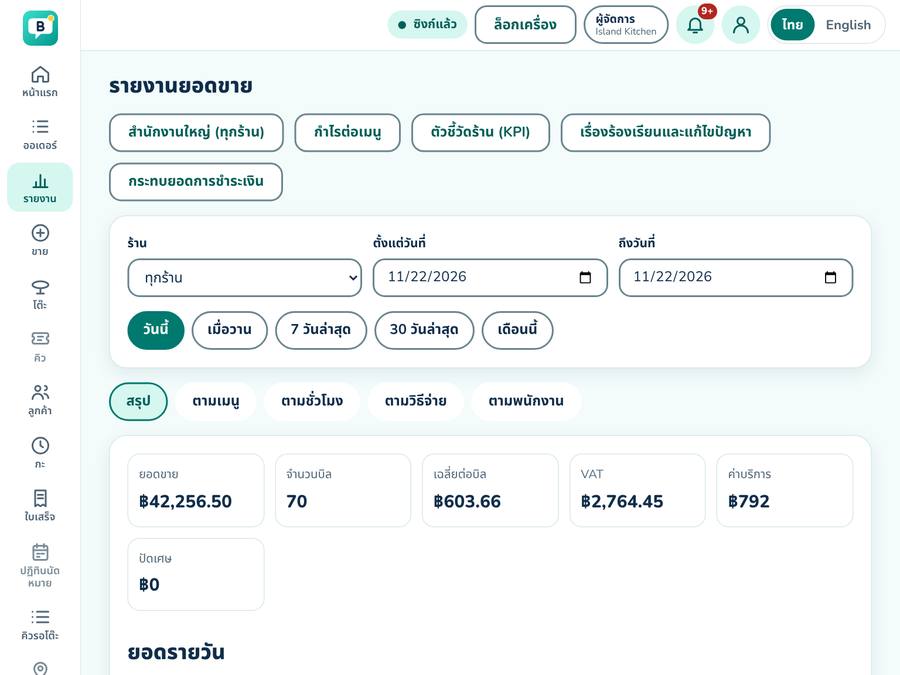 B
ซิงก์แล้ว
ล็อกเครื่อง
ผู้จัดการ
Island Kitchen
9+
ไทย
English
หน้าแรก
ออเดอร์
รายงาน
ขาย
โต๊ะ
คิว
ลูกค้า
กะ
ใบเสร็จ
ปฏิทินนัด
หมาย
คิวรอโต๊ะ
รายงานยอดขาย
สำนักงานใหญ่ (ทุกร้าน)
กำไรต่อเมนู
ตัวชี้วัดร้าน (KPI)
เรื่องร้องเรียนและแก้ไขปัญหา
กระทบยอดการชำระเงิน
ร้าน
ตั้งแต่วันที่
ถึงวันที่
ทุกร้าน
11/22/2026
11/22/2026
วันนี้
เมื่อวาน
7 วันล่าสุด
30 วันล่าสุด
เดือนนี้
สรุป
ตามเมนู
ตามชั่วโมง
ตามวิธีจ่าย
ตามพนักงาน
ยอดขาย
฿42,256.50
จำนวนบิล
70
เฉลี่ยต่อบิล
฿603.66
VAT
฿2,764.45
ค่าบริการ
฿792
ปัดเศษ
฿0
ยอดรายวัน